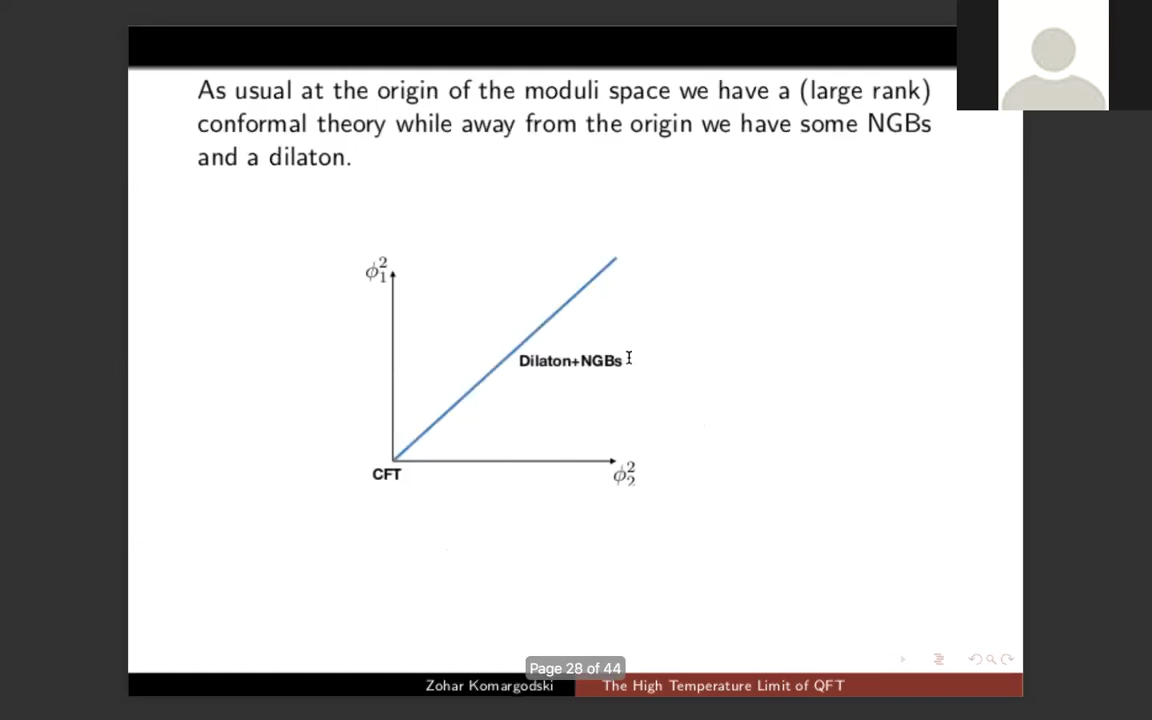 As usual at the origin of the moduli space we have a (large rank)
conformal theory while away from the origin we have some NGBs
and a dilaton.
ϕ₁²
Dilaton+NGBs
CFT
ϕ₂²
Page 28 of 44
Zohar Komargodski
The High Temperature Limit of QFT